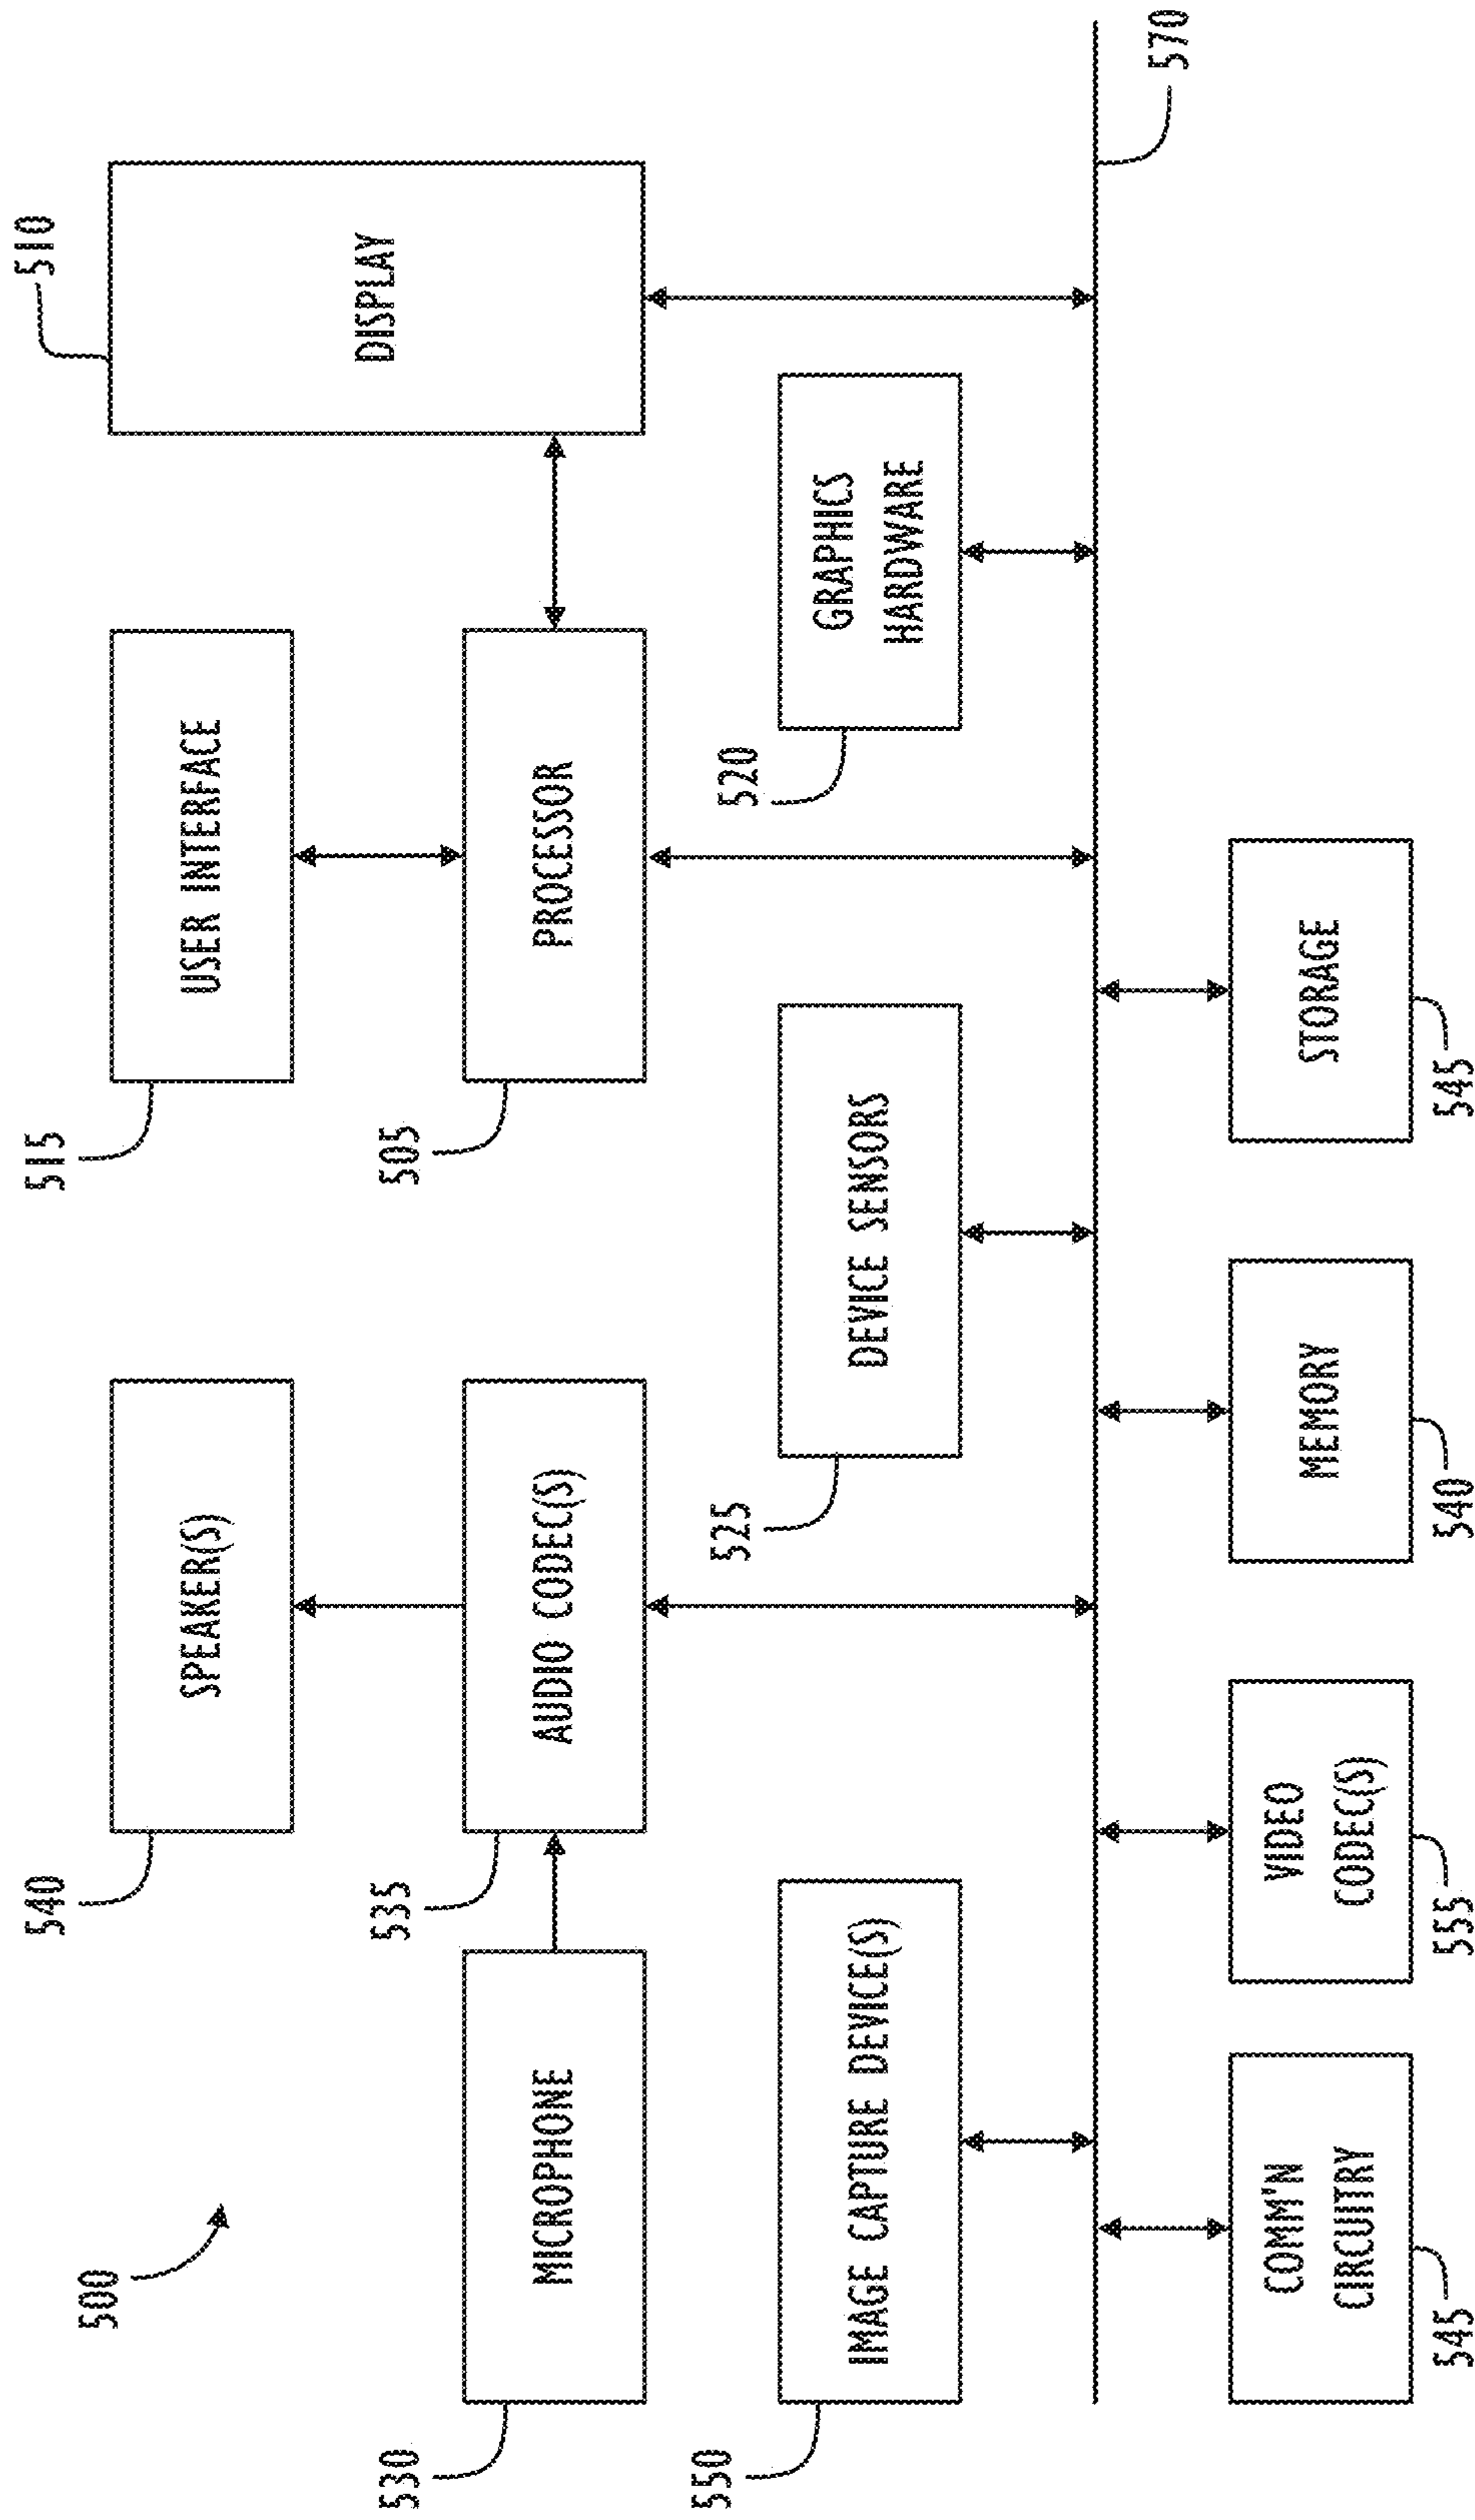 500
540
SPEAKER(S)
515
USER INTERFACE
510
DISPLAY
530
MICROPHONE
535
AUDIO CODEC(S)
505
PROCESSOR
550
IMAGE CAPTURE DEVICE(S)
525
DEVICE SENSORS
520
GRAPHICS
HARDWARE
570
COMM'N
CIRCUITRY
545
VIDEO
CODEC(S)
555
MEMORY
540
STORAGE
545